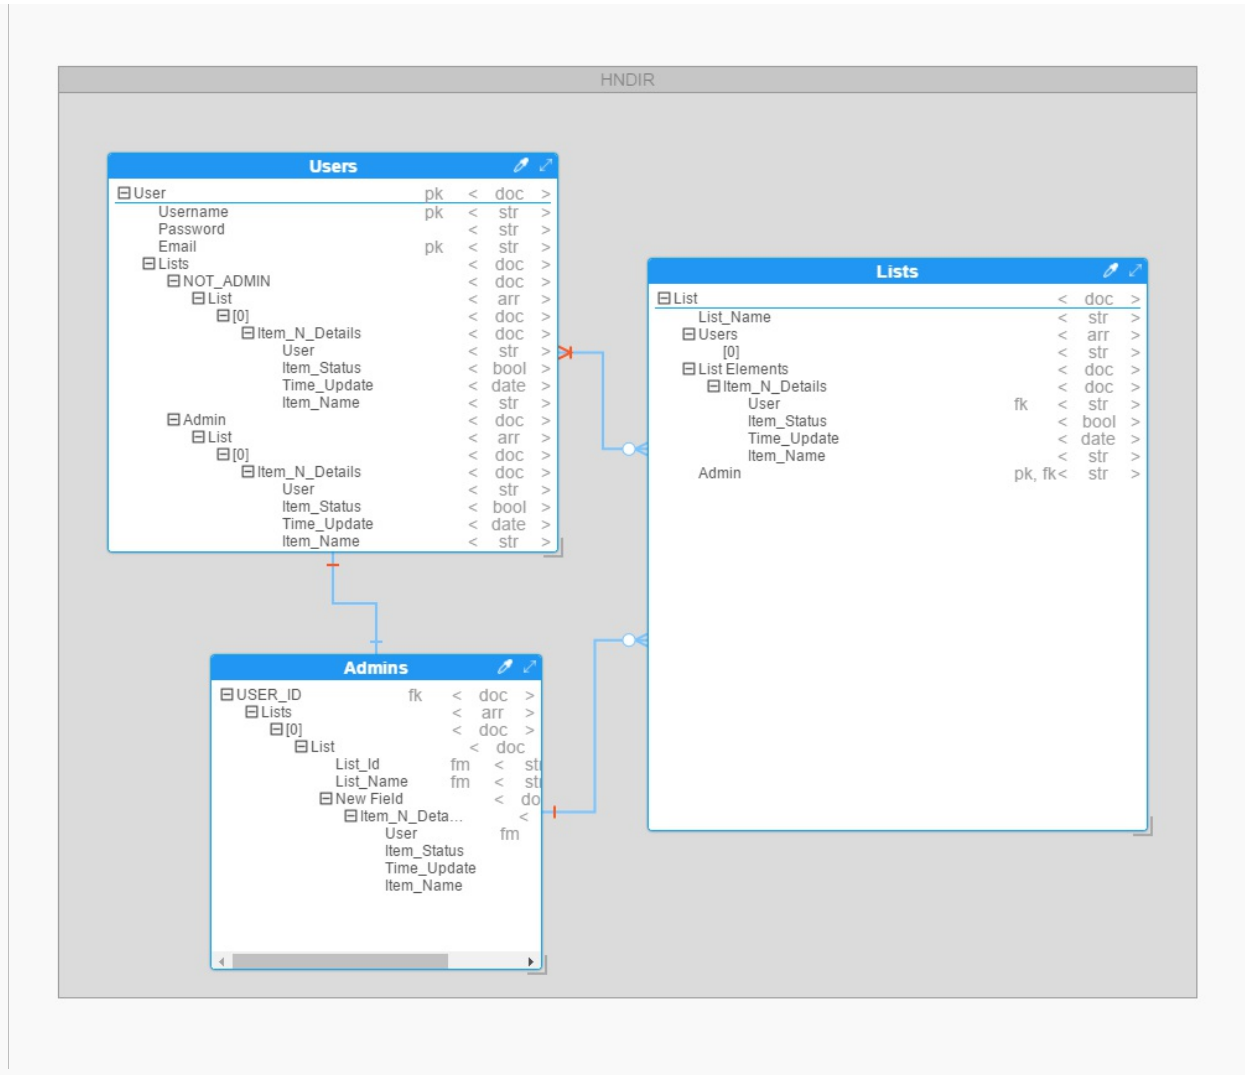 HNDIR
Users
User pk < doc >
Username pk < str >
Password < str >
Email pk < str >
Lists < doc >
NOT_ADMIN < doc >
List < arr >
[0] < doc >
Item_N_Details < doc >
User < str >
Item_Status < bool >
Time_Update < date >
Item_Name < str >
Admin < doc >
List < arr >
[0] < doc >
Item_N_Details < doc >
User < str >
Item_Status < bool >
Time_Update < date >
Item_Name < str >
Lists
List < doc >
List_Name < str >
Users < arr >
[0] < str >
List Elements < doc >
Item_N_Details < doc >
User fk < str >
Item_Status < bool >
Time_Update < date >
Item_Name < str >
Admin pk, fk < str >
Admins
USER_ID fk < doc >
Lists < arr >
[0] < doc >
List < doc
List_Id fm < str
List_Name fm < str
New Field < do
Item_N_Deta... <
User fm
Item_Status
Time_Update
Item_Name